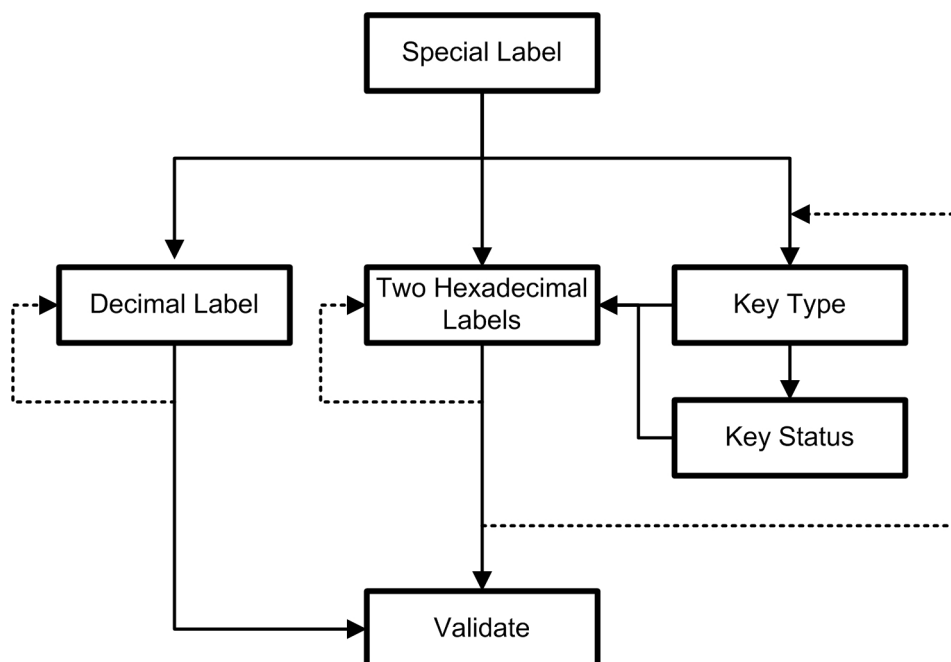 Special Label
Decimal Label
Two Hexadecimal
Labels
Key Type
Key Status
Validate